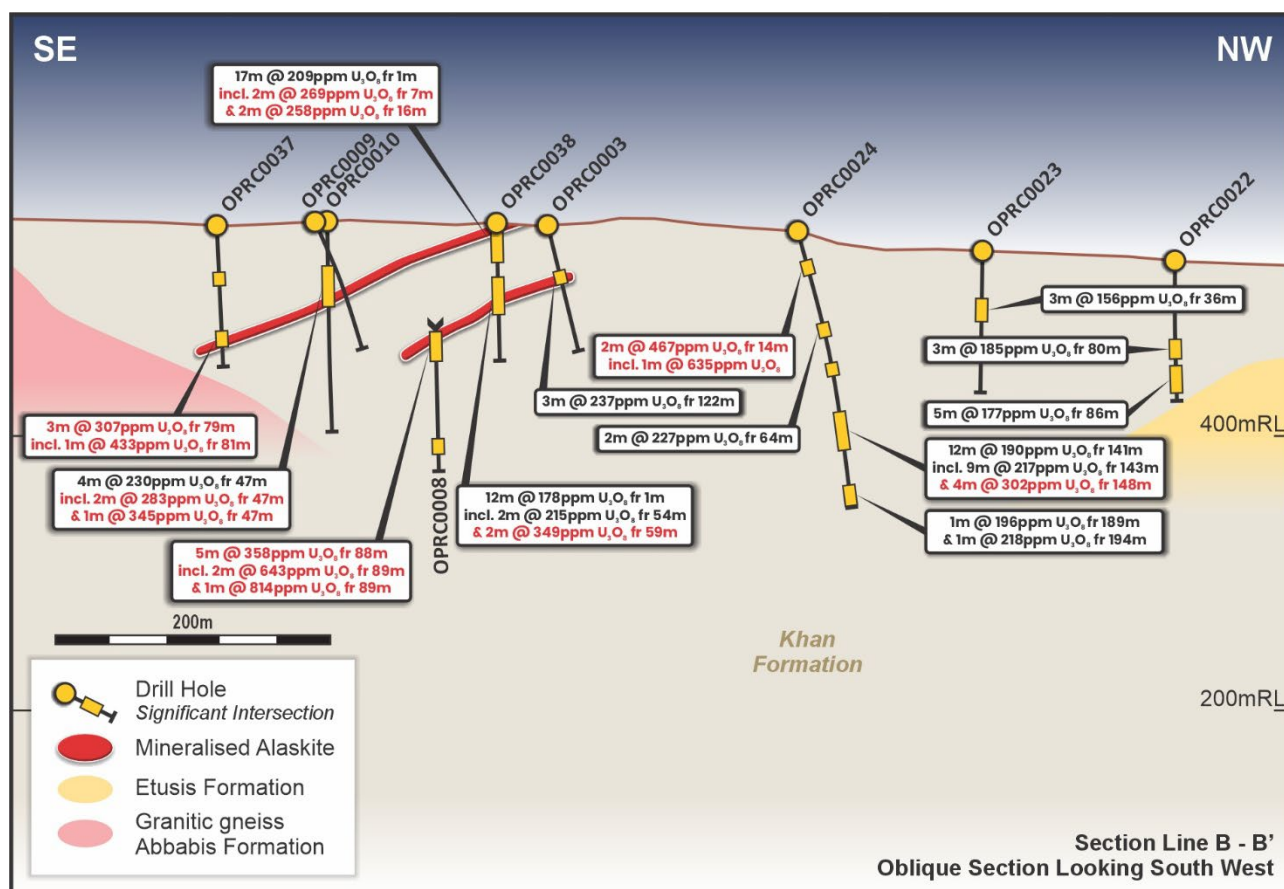 SE
NW
17m @ 209ppm U₃O₈ fr 1m
incl. 2m @ 269ppm U₃O₈ fr 7m
& 2m @ 258ppm U₃O₈ fr 16m
OPRC0037
OPRC0009
OPRC0010
OPRC0038
OPRC0003
OPRC0024
OPRC0023
OPRC0022
3m @ 156ppm U₃O₈ fr 36m
2m @ 467ppm U₃O₈ fr 14m
incl. 1m @ 635ppm U₃O₈
3m @ 185ppm U₃O₈ fr 80m
3m @ 237ppm U₃O₈ fr 122m
5m @ 177ppm U₃O₈ fr 86m
3m @ 307ppm U₃O₈ fr 79m
incl. 1m @ 433ppm U₃O₈ fr 81m
2m @ 227ppm U₃O₈ fr 64m
400mRL
12m @ 190ppm U₃O₈ fr 141m
incl. 9m @ 217ppm U₃O₈ fr 143m
& 4m @ 302ppm U₃O₈ fr 148m
4m @ 230ppm U₃O₈ fr 47m
incl. 2m @ 283ppm U₃O₈ fr 47m
& 1m @ 345ppm U₃O₈ fr 47m
OPRC0008
12m @ 178ppm U₃O₈ fr 1m
incl. 2m @ 215ppm U₃O₈ fr 54m
& 2m @ 349ppm U₃O₈ fr 59m
1m @ 196ppm U₃O₈ fr 189m
& 1m @ 218ppm U₃O₈ fr 194m
5m @ 358ppm U₃O₈ fr 88m
incl. 2m @ 643ppm U₃O₈ fr 89m
& 1m @ 814ppm U₃O₈ fr 89m
200m
Khan
Formation
200mRL
Drill Hole
Significant Intersection
Mineralised Alaskite
Etusis Formation
Granitic gneiss
Abbabis Formation
Section Line B - B'
Oblique Section Looking South West